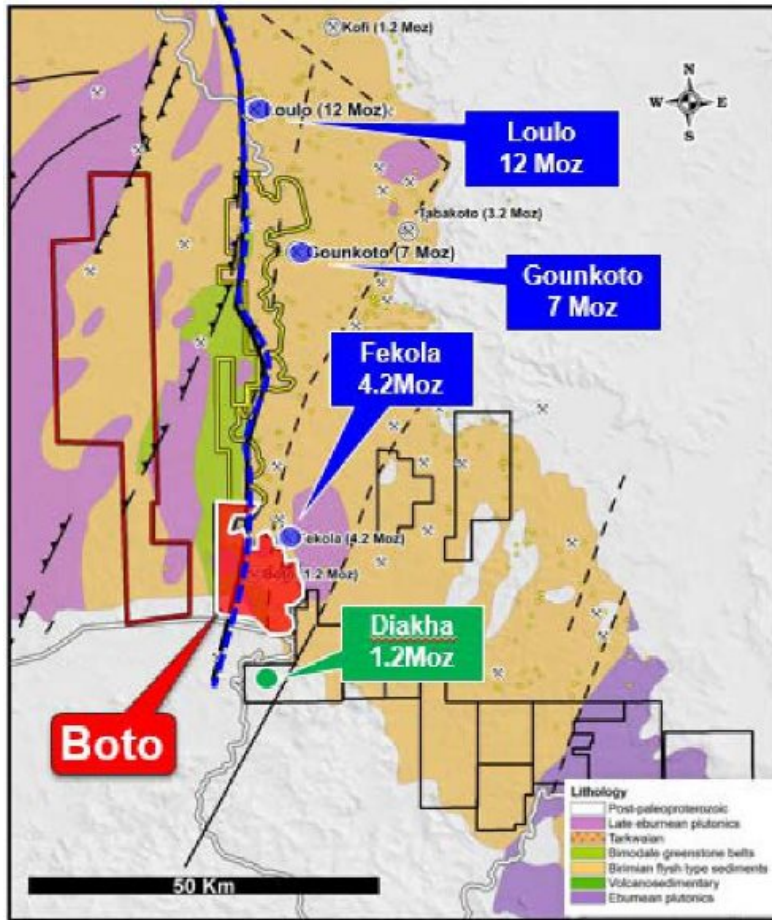 Kofi (1.2 Moz)
N
W E
S
Loulo (12 Moz)
Loulo
12 Moz
Tabakoto (3.2 Moz)
Gounkoto (7 Moz)
Gounkoto
7 Moz
Fekola
4.2Moz
Fekola (4.2 Moz)
(1.2 Moz)
Diakha
1.2Moz
Boto
50 Km
Lithology
Post-paleoproterozoic
Late eburnean plutonics
Tarkwaian
Bimodale greenstone belts
Birimian flysh type sediments
Volcanosedimentary
Eburnean plutonics